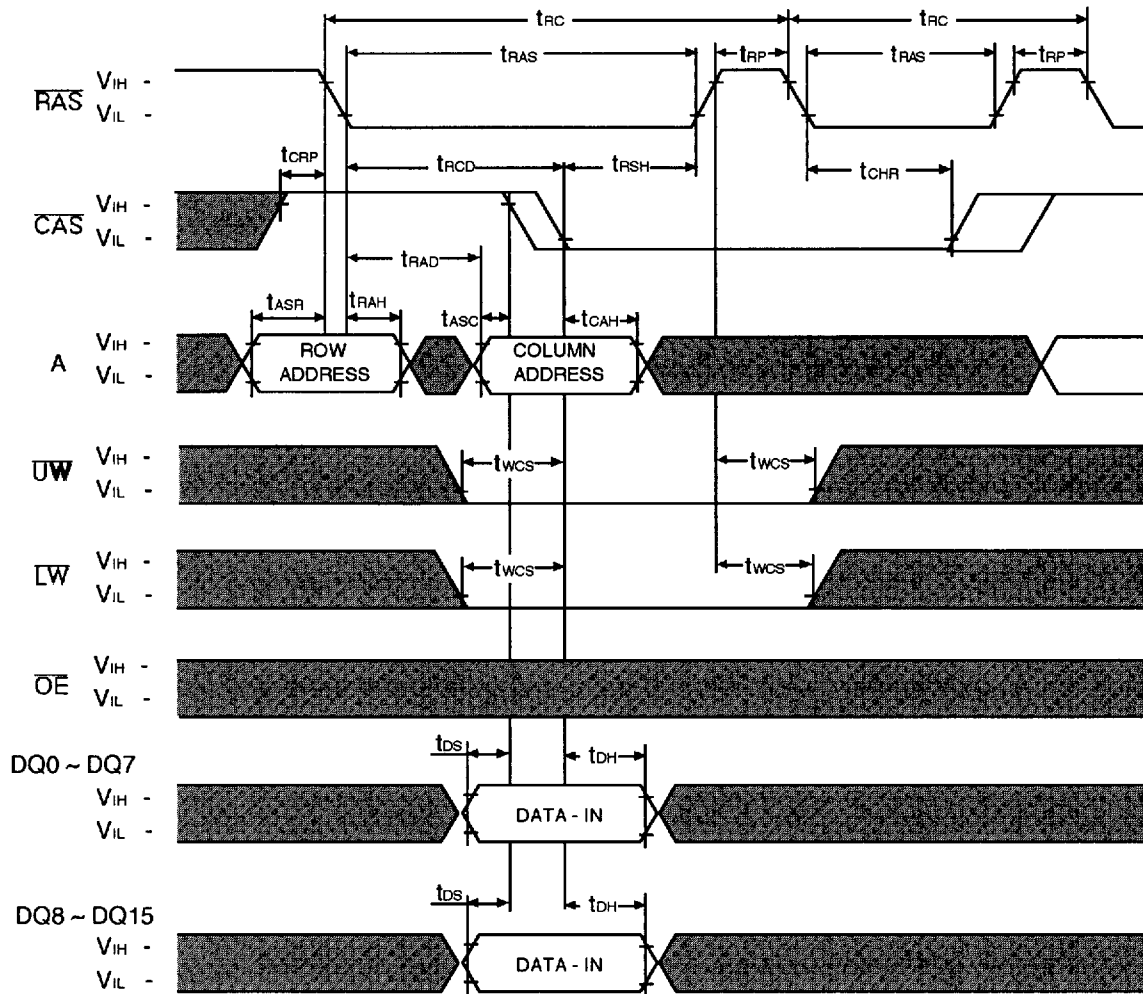 tRC tRC
tRAS tRP tRAS tRP
RAS VIH -
VIL -
tCRP tRCD tRSH tCHR
CAS VIH -
VIL -
tRAD
tASR tRAH tASC tCAH
A VIH -
VIL -
ROW
ADDRESS
COLUMN
ADDRESS
UW VIH -
VIL -
tWCS tWCS
LW VIH -
VIL -
tWCS tWCS
OE VIH -
VIL -
tDS tDH
DQ0 ~ DQ7
VIH -
VIL -
DATA - IN
tDS tDH
DQ8 ~ DQ15
VIH -
VIL -
DATA - IN